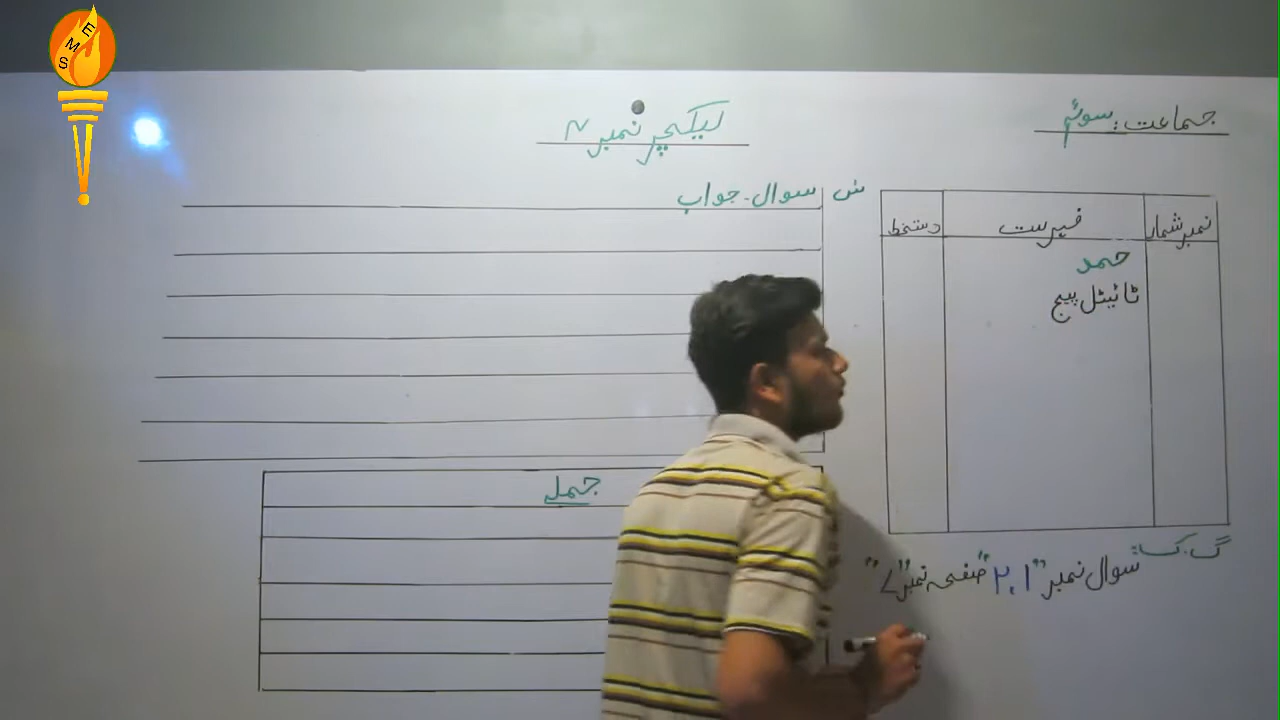 جماعت: سوئم
لیکچر نمبر ۴
نمبر شمار فہرست دستخط
حمد
ٹائیٹل پیج
س سوال۔ جواب
جملے
گ۔ک:
سوال نمبر "۲،۱" صفحہ نمبر "7"
E
M
S